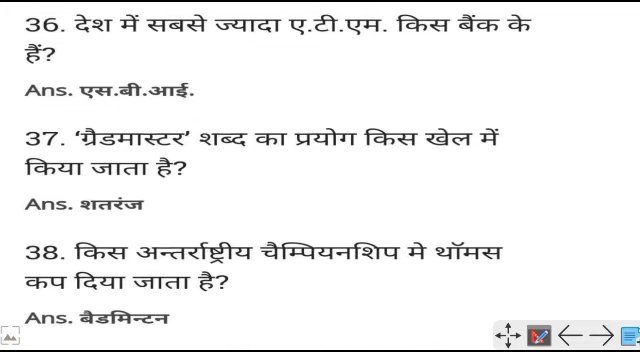 36. देश में सबसे ज्यादा ए.टी.एम. किस बैंक के
हैं?
Ans. एस.बी.आई.
37. ‘ग्रैडमास्टर’ शब्द का प्रयोग किस खेल में
किया जाता है?
Ans. शतरंज
38. किस अन्तर्राष्ट्रीय चैम्पियनशिप मे थॉमस
कप दिया जाता है?
Ans. बैडमिन्टन